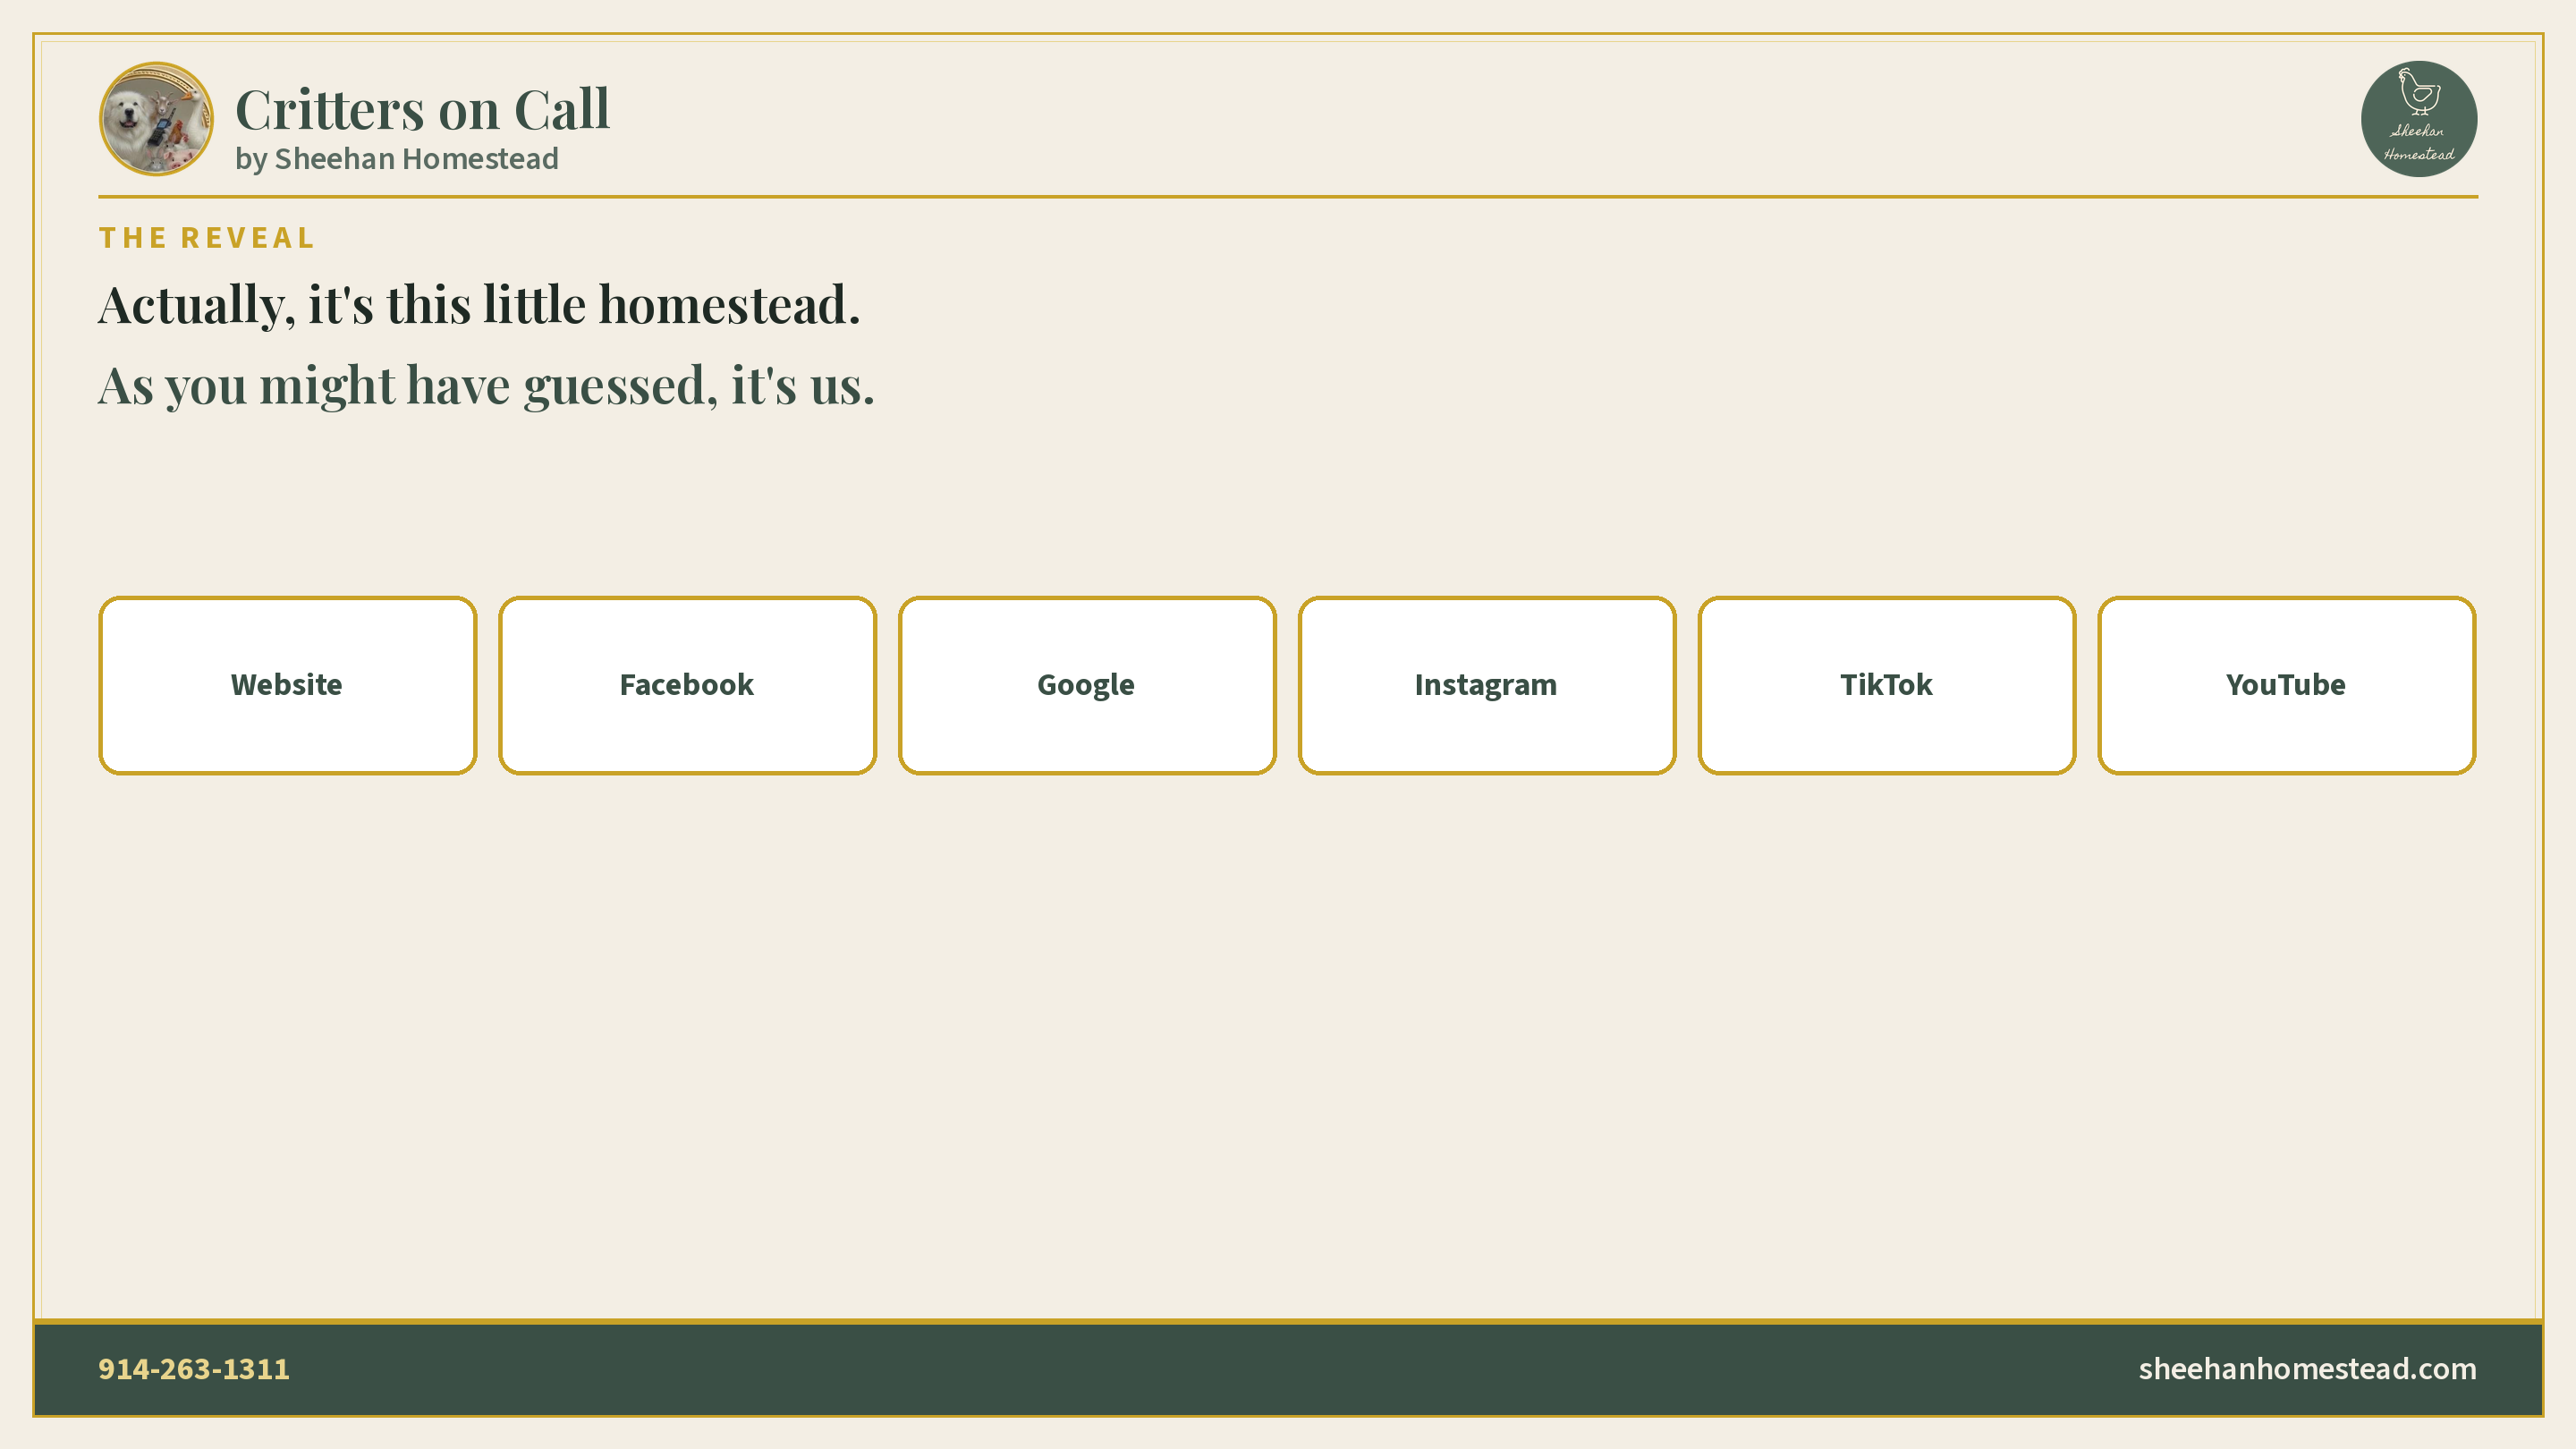 Critters on Call
by Sheehan Homestead
Sheehan
Homestead
THE REVEAL
Actually, it's this little homestead.
As you might have guessed, it's us.
Website
Facebook
Google
Instagram
TikTok
YouTube
914-263-1311
sheehanhomestead.com